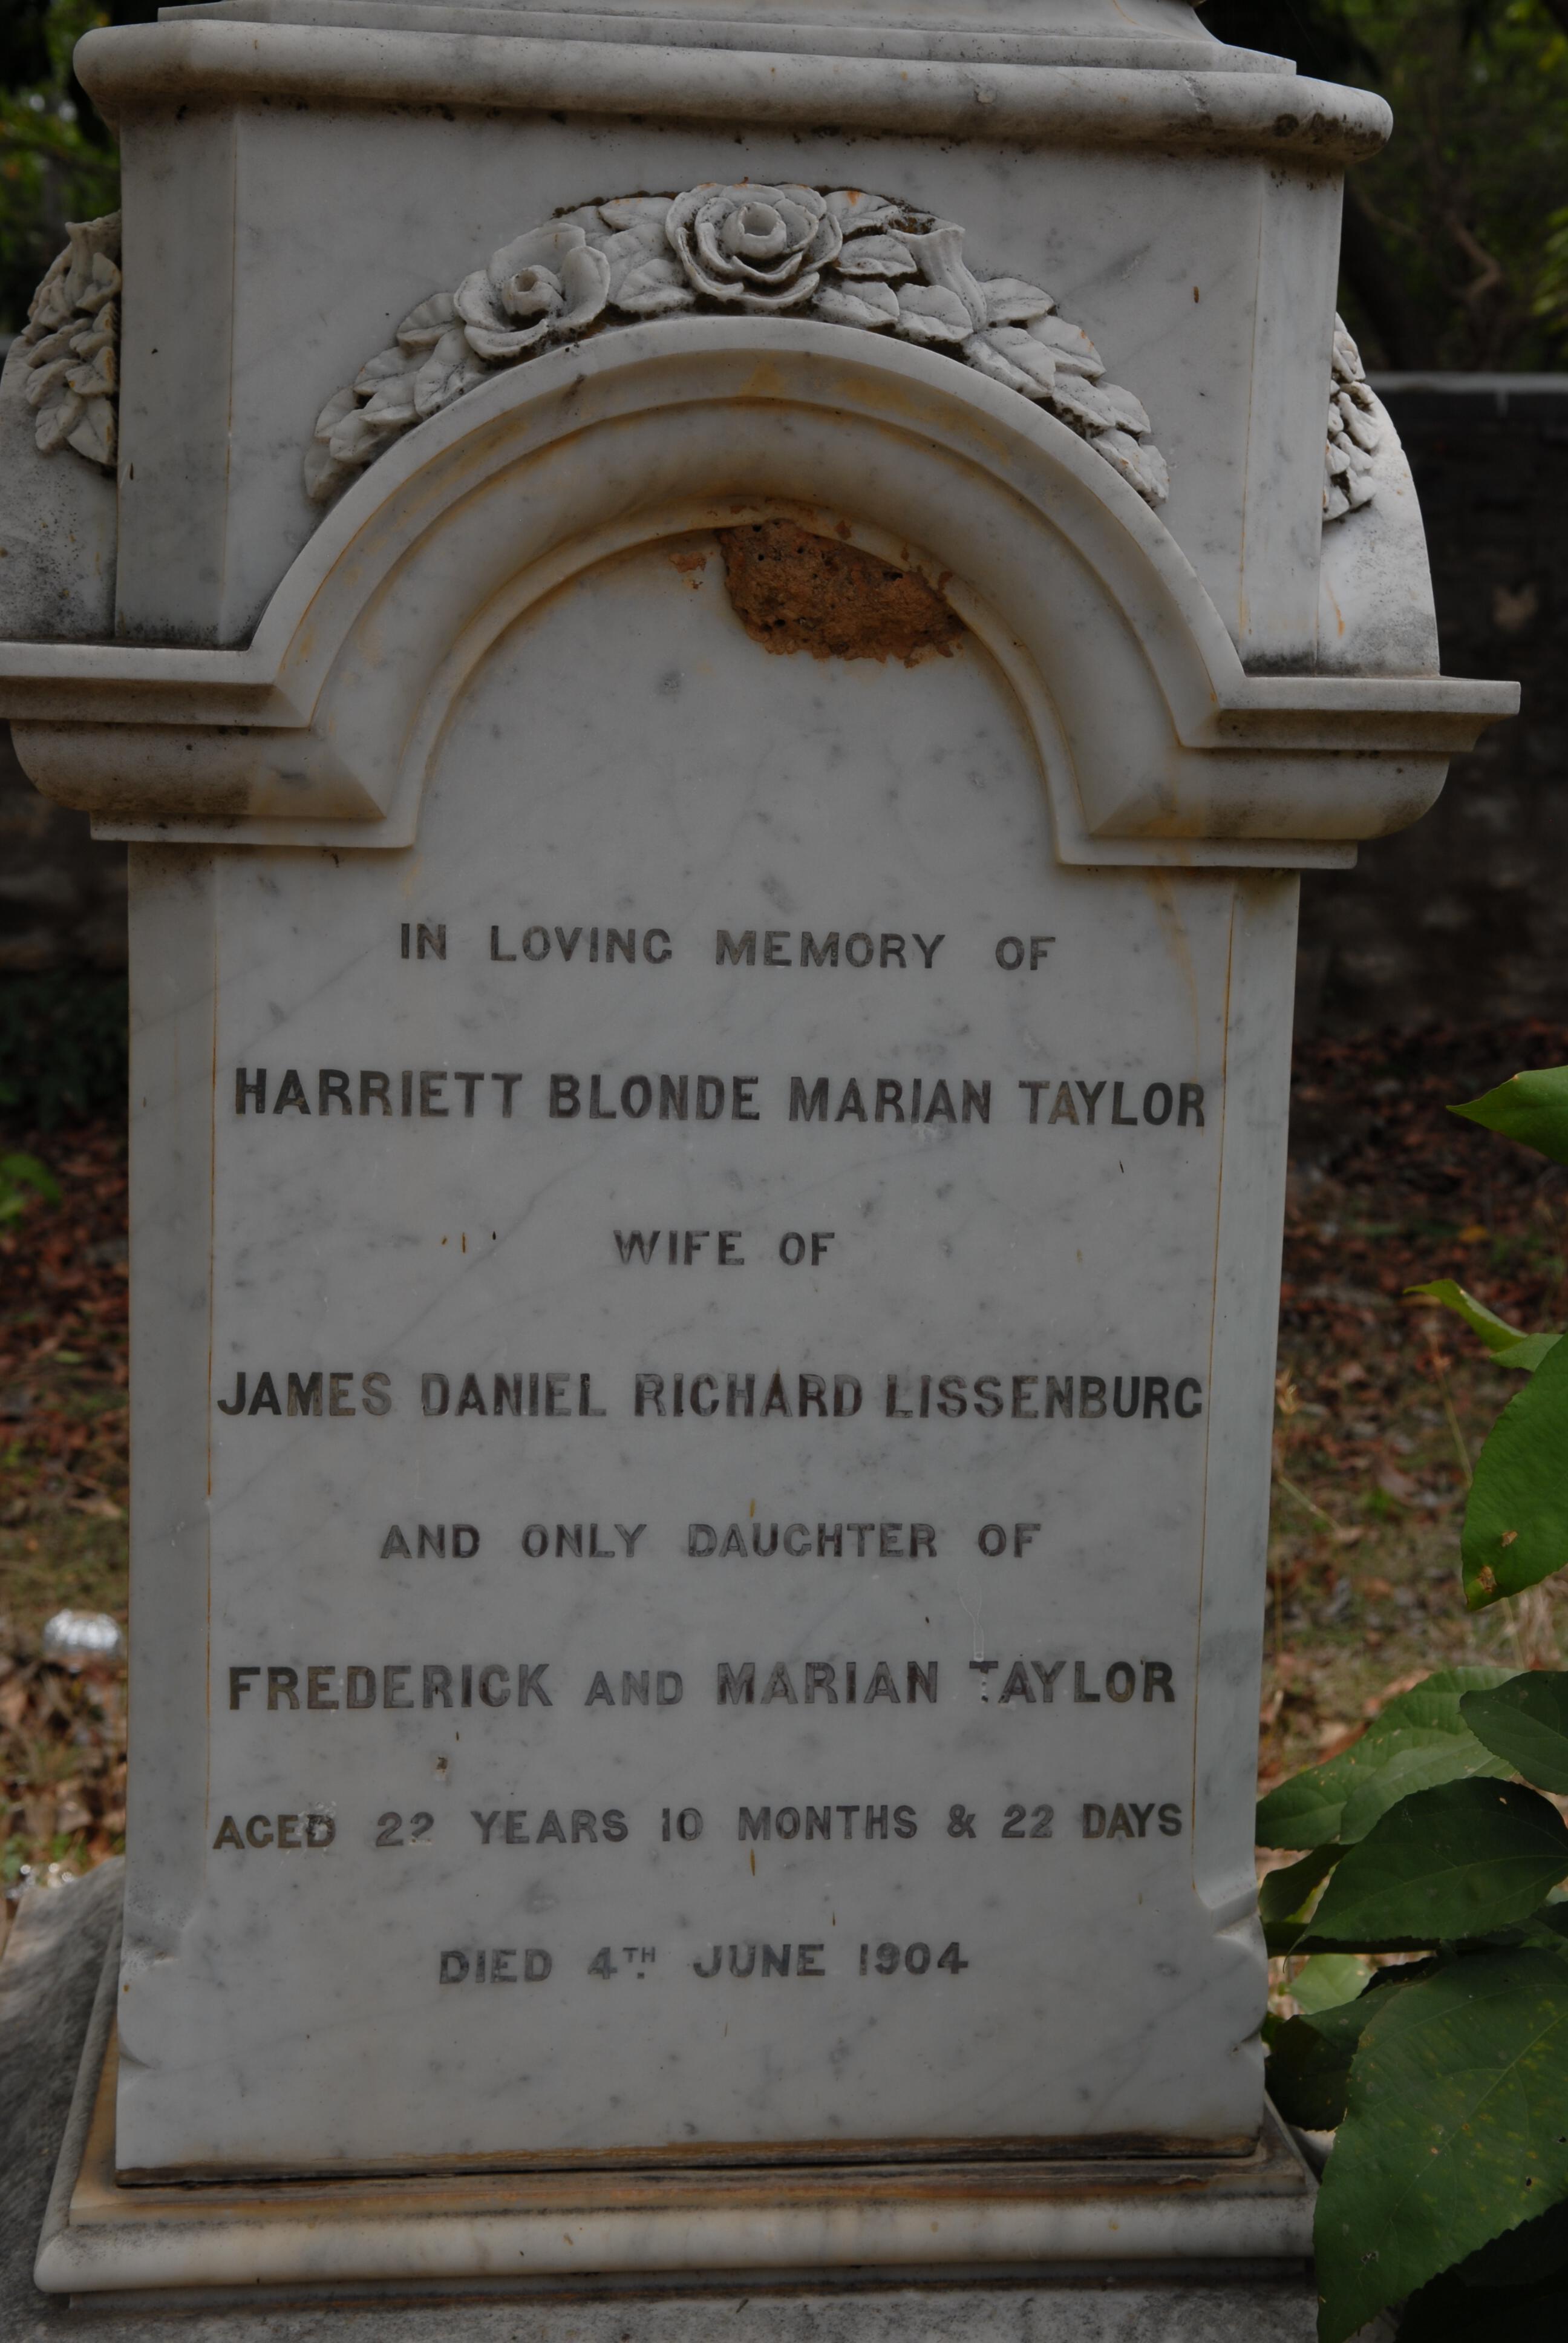 IN LOVING MEMORY OF
HARRIETT BLONDE MARIAN TAYLOR
WIFE OF
JAMES DANIEL RICHARD LISSENBURG
AND ONLY DAUGHTER OF
FREDERICK AND MARIAN TAYLOR
AGED 22 YEARS 10 MONTHS & 22 DAYS
DIED 4TH JUNE 1904